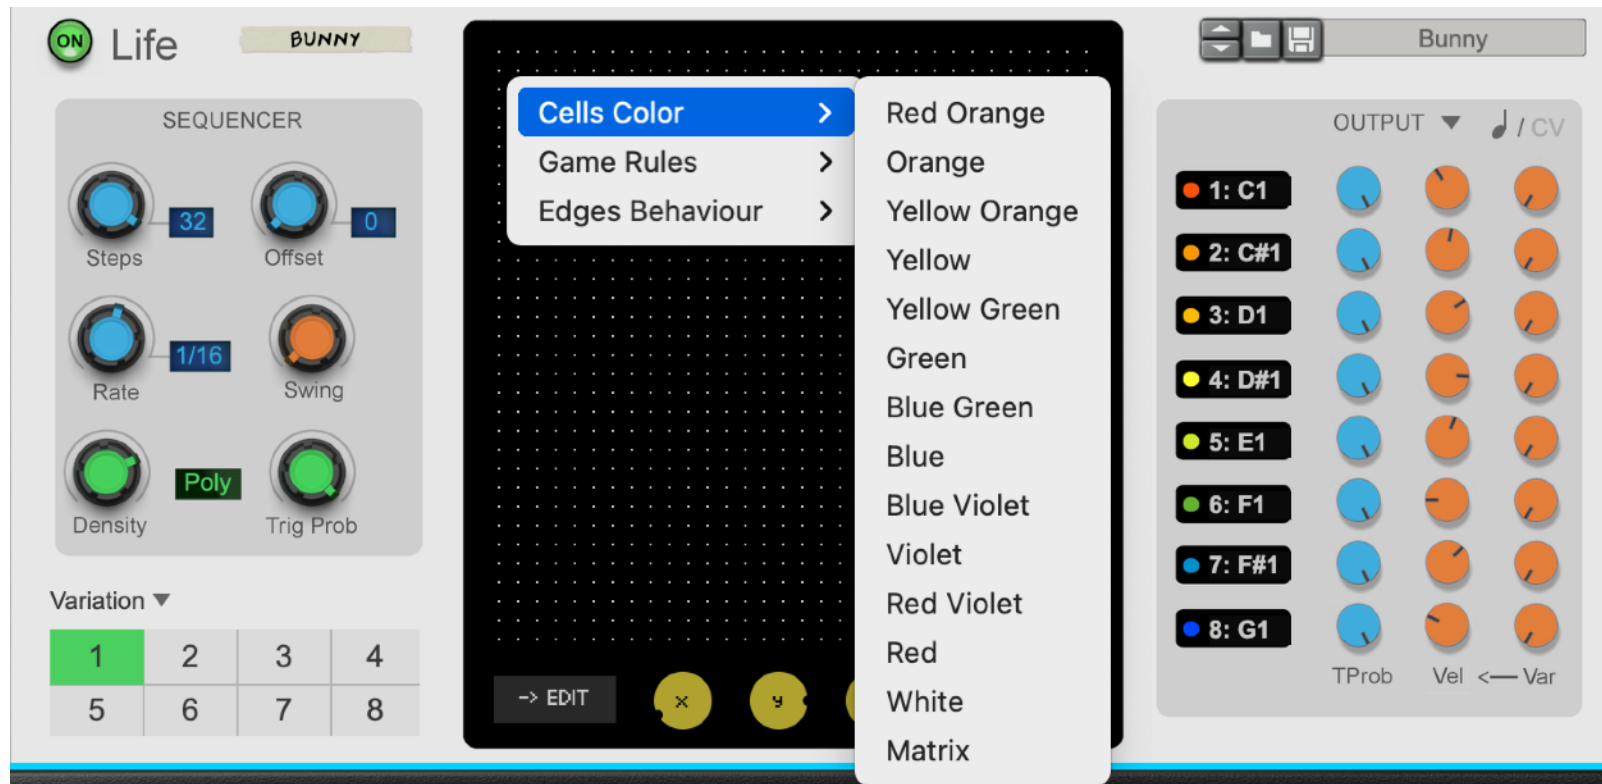 ON Life BUNNY
Bunny
SEQUENCER
32 0
Steps Offset
1/16
Rate Swing
Poly
Density Trig Prob
Variation
1 2 3 4
5 6 7 8
Cells Color
Game Rules
Edges Behaviour
Red Orange
Orange
Yellow Orange
Yellow
Yellow Green
Green
Blue Green
Blue
Blue Violet
Violet
Red Violet
Red
White
Matrix
-> EDIT x y
OUTPUT / CV
1: C1
2: C#1
3: D1
4: D#1
5: E1
6: F1
7: F#1
8: G1
TProb Vel <— Var